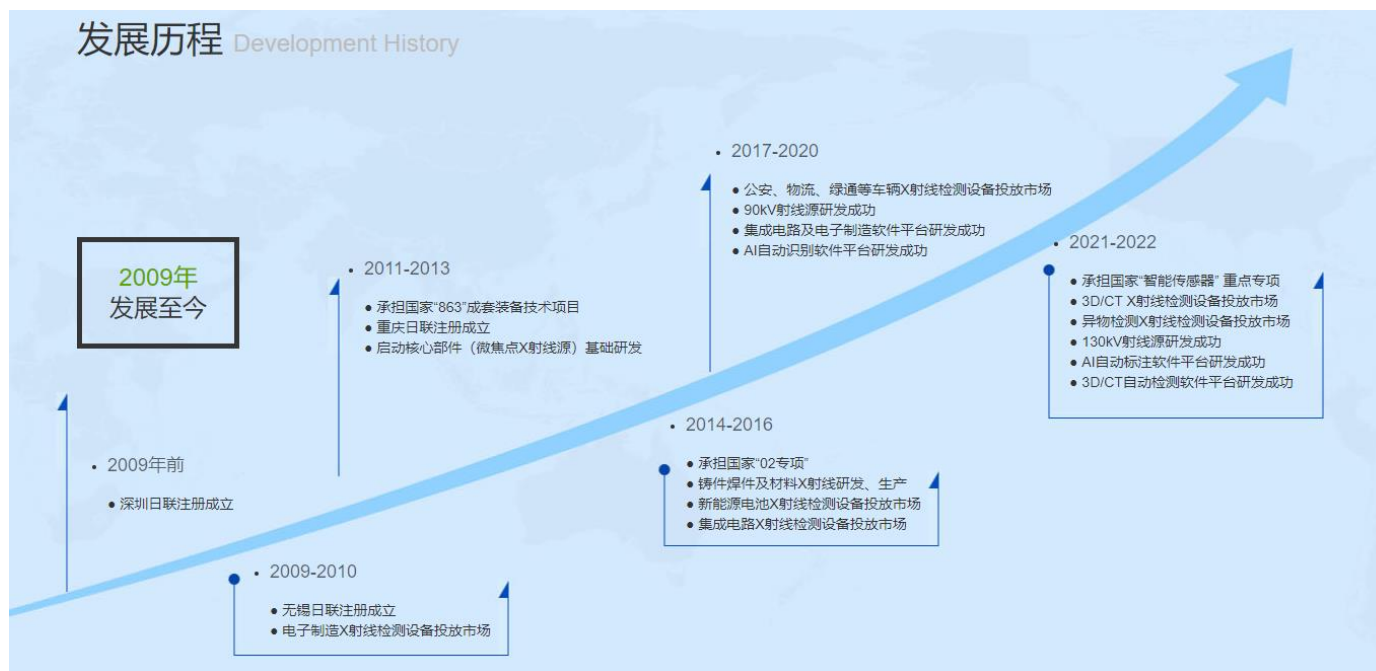 发展历程 Development History
2009年
发展至今
• 2009年前
● 深圳日联注册成立
• 2009-2010
● 无锡日联注册成立
● 电子制造X射线检测设备投放市场
• 2011-2013
● 承担国家“863”成套装备技术项目
● 重庆日联注册成立
● 启动核心部件（微焦点X射线源）基础研发
• 2014-2016
● 承担国家“02专项”
● 铸件焊件及材料X射线研发、生产
● 新能源电池X射线检测设备投放市场
● 集成电路X射线检测设备投放市场
• 2017-2020
● 公安、物流、绿通等车辆X射线检测设备投放市场
● 90kV射线源研发成功
● 集成电路及电子制造软件平台研发成功
● AI自动识别软件平台研发成功
• 2021-2022
● 承担国家“智能传感器” 重点专项
● 3D/CT X射线检测设备投放市场
● 异物检测X射线检测设备投放市场
● 130kV射线源研发成功
● AI自动标注软件平台研发成功
● 3D/CT自动检测软件平台研发成功